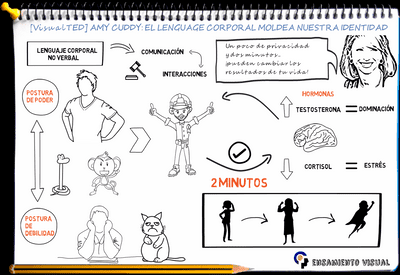 [VisualTED] AMY CUDDY: EL LENGUAGE CORPORAL MOLDEA NUESTRA IDENTIDAD
LENGUAJE CORPORAL
NO VERBAL
COMUNICACIÓN
INTERACCIONES
Un poco de privacidad
y dos minutos,
¡pueden cambiar los
resultados de tu vida!
POSTURA
DE PODER
HORMONAS
TESTOSTERONA = DOMINACIÓN
CORTISOL = ESTRÉS
2 MINUTOS
POSTURA
DE
DEBILIDAD
PENSAMIENTO VISUAL